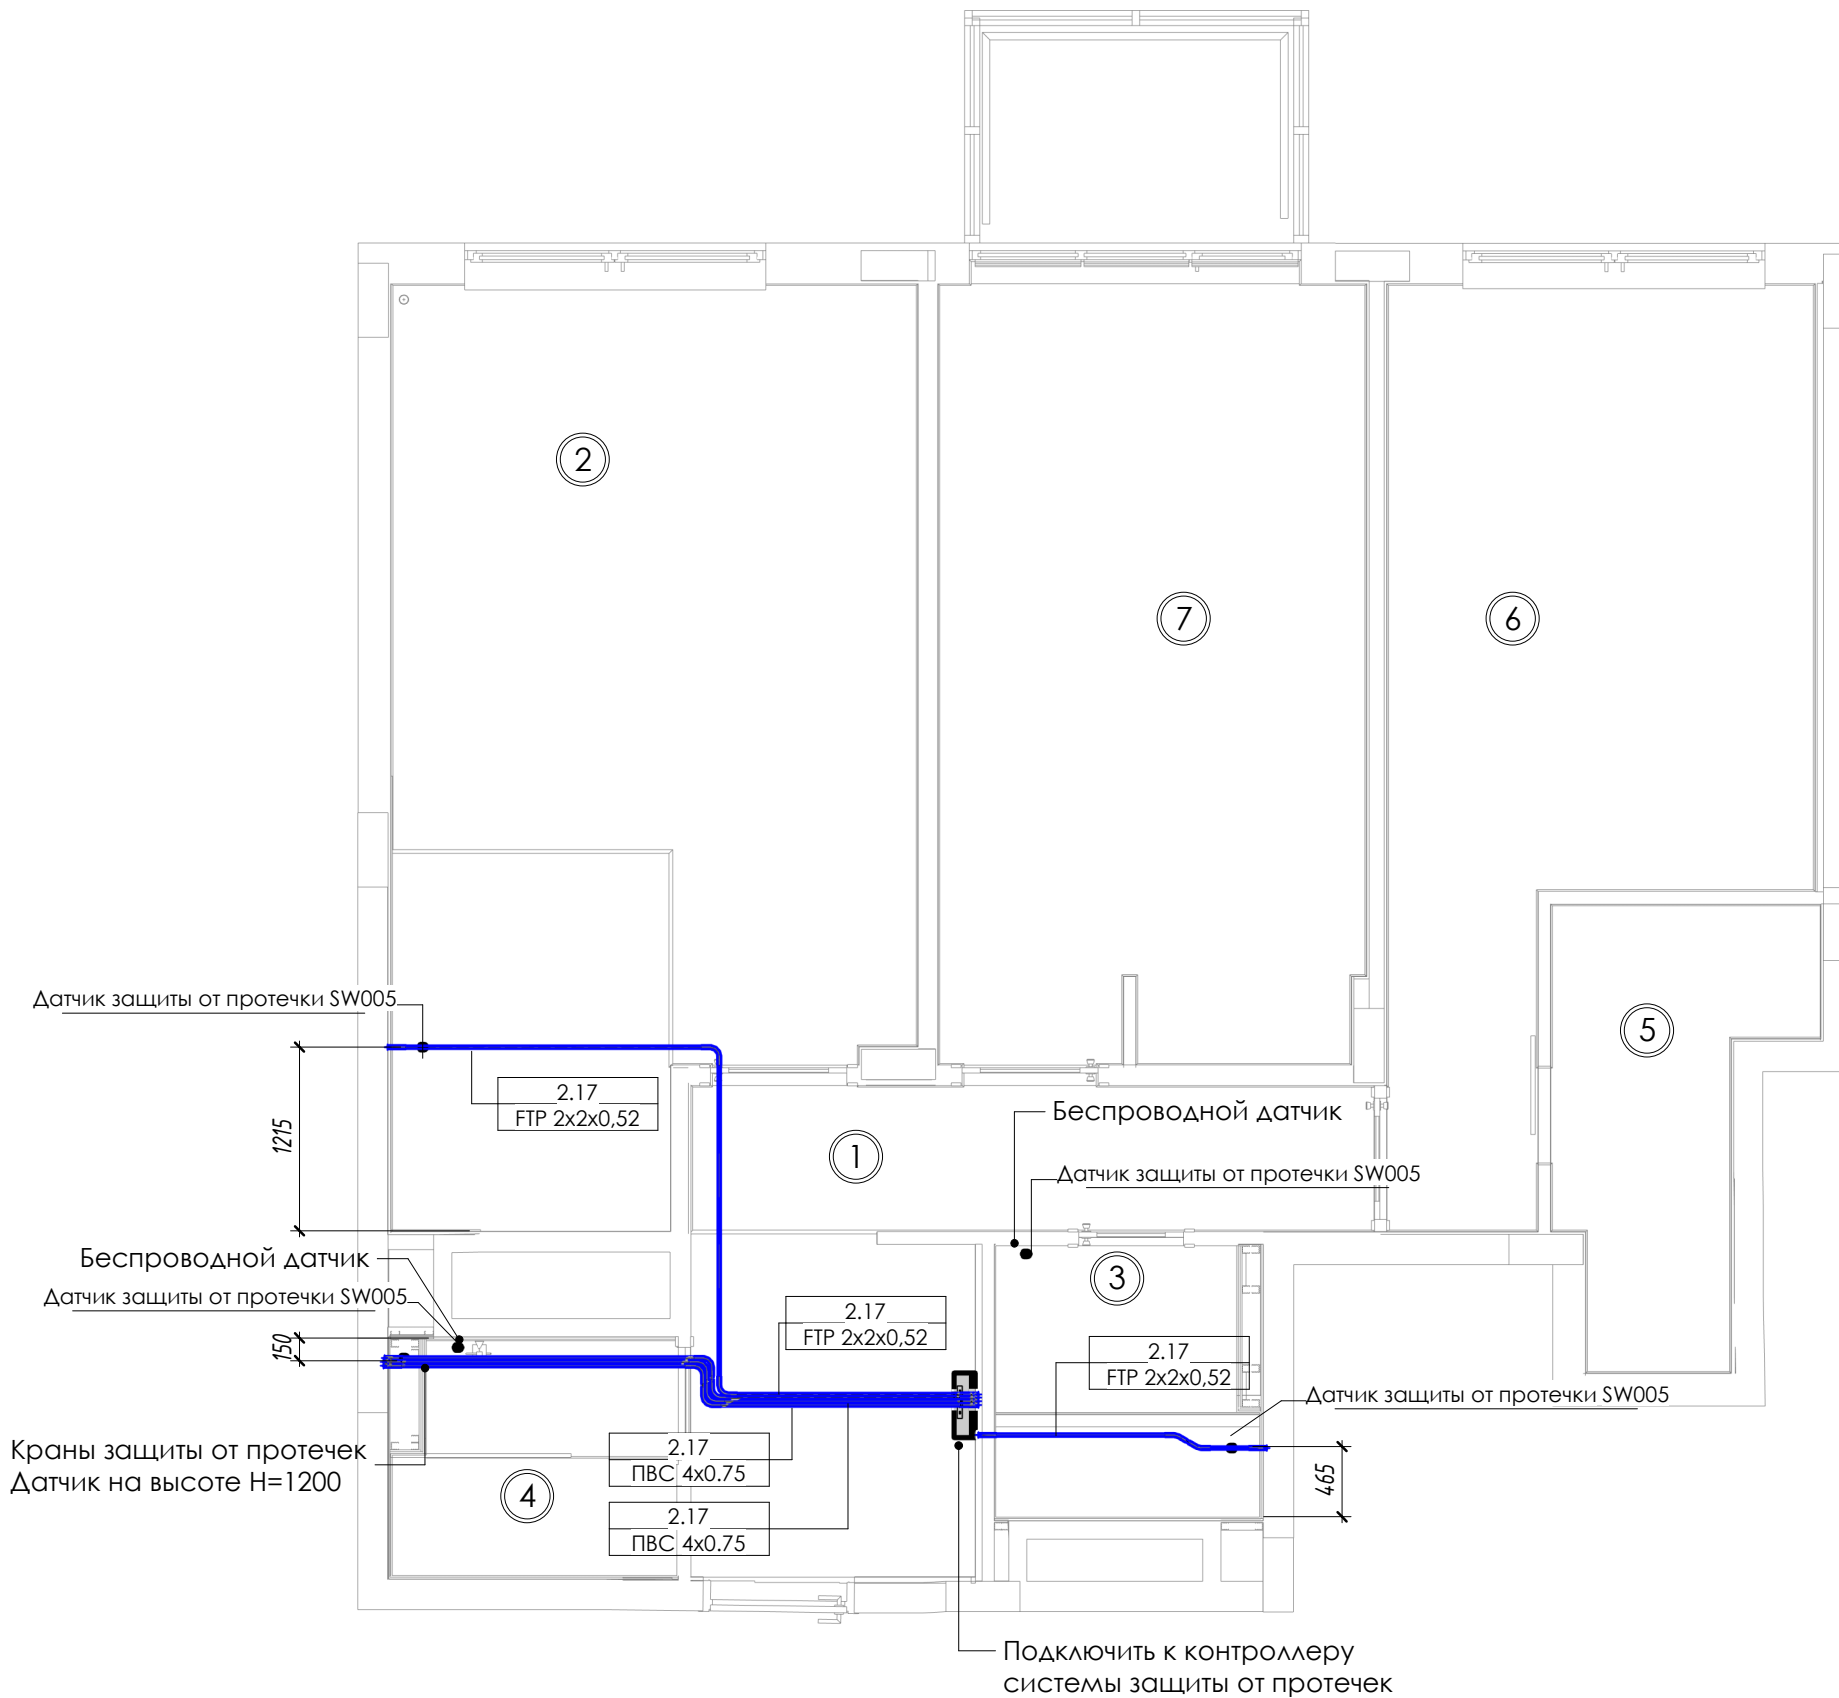 2
7
6
5
Датчик защиты от протечки SW005
2.17
FTP 2x2x0,52
1215
1
Беспроводной датчик
Датчик защиты от протечки SW005
Беспроводной датчик
Датчик защиты от протечки SW005
150
3
2.17
FTP 2x2x0,52
2.17
FTP 2x2x0,52
Датчик защиты от протечки SW005
Краны защиты от протечек
Датчик на высоте H=1200
2.17
ПВС 4x0.75
465
4
2.17
ПВС 4x0.75
Подключить к контроллеру
системы защиты от протечек